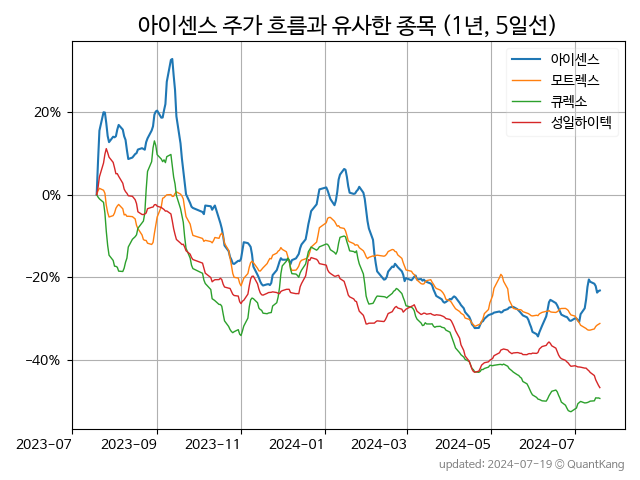 아이센스 주가 흐름과 유사한 종목 (1년, 5일선)
아이센스
모트렉스
큐렉소
성일하이텍
20%
0%
−20%
−40%
2023-07 2023-09 2023-11 2024-01 2024-03 2024-05 2024-07
updated: 2024-07-19 © QuantKang